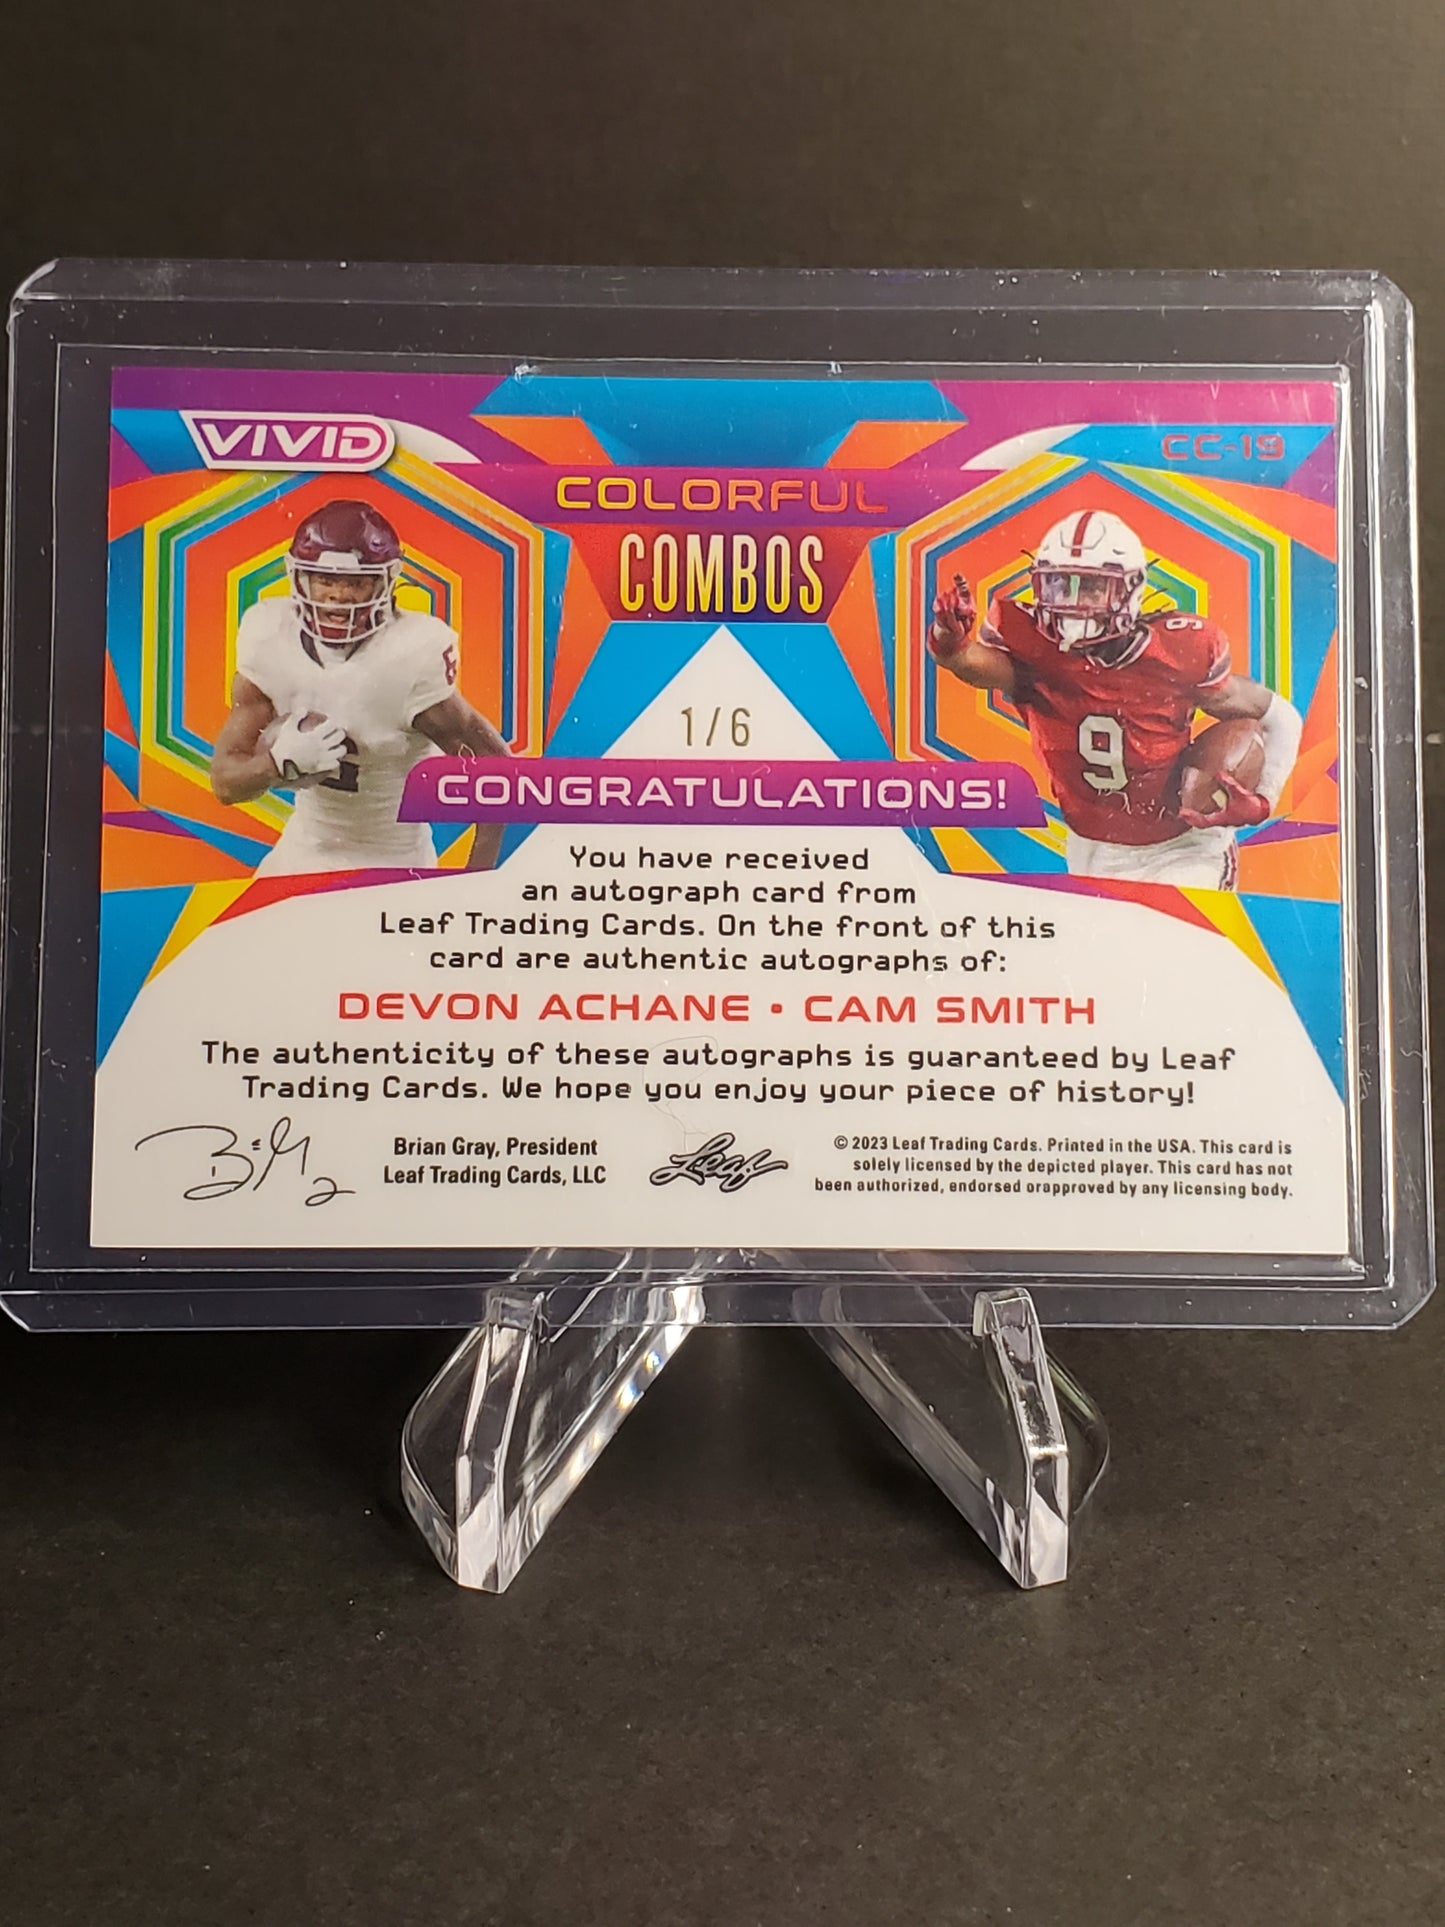 VIVID
CC-19
COLORFUL
COMBOS
6
9
9
1/6
CONGRATULATIONS!
You have received
an autograph card from
Leaf Trading Cards. On the front of this
card are authentic autographs of:
DEVON ACHANE • CAM SMITH
The authenticity of these autographs is guaranteed by Leaf
Trading Cards. We hope you enjoy your piece of history!
Brian Gray, President
Leaf Trading Cards, LLC
Leaf
© 2023 Leaf Trading Cards. Printed in the USA. This card is
solely licensed by the depicted player. This card has not
been authorized, endorsed orapproved by any licensing body.